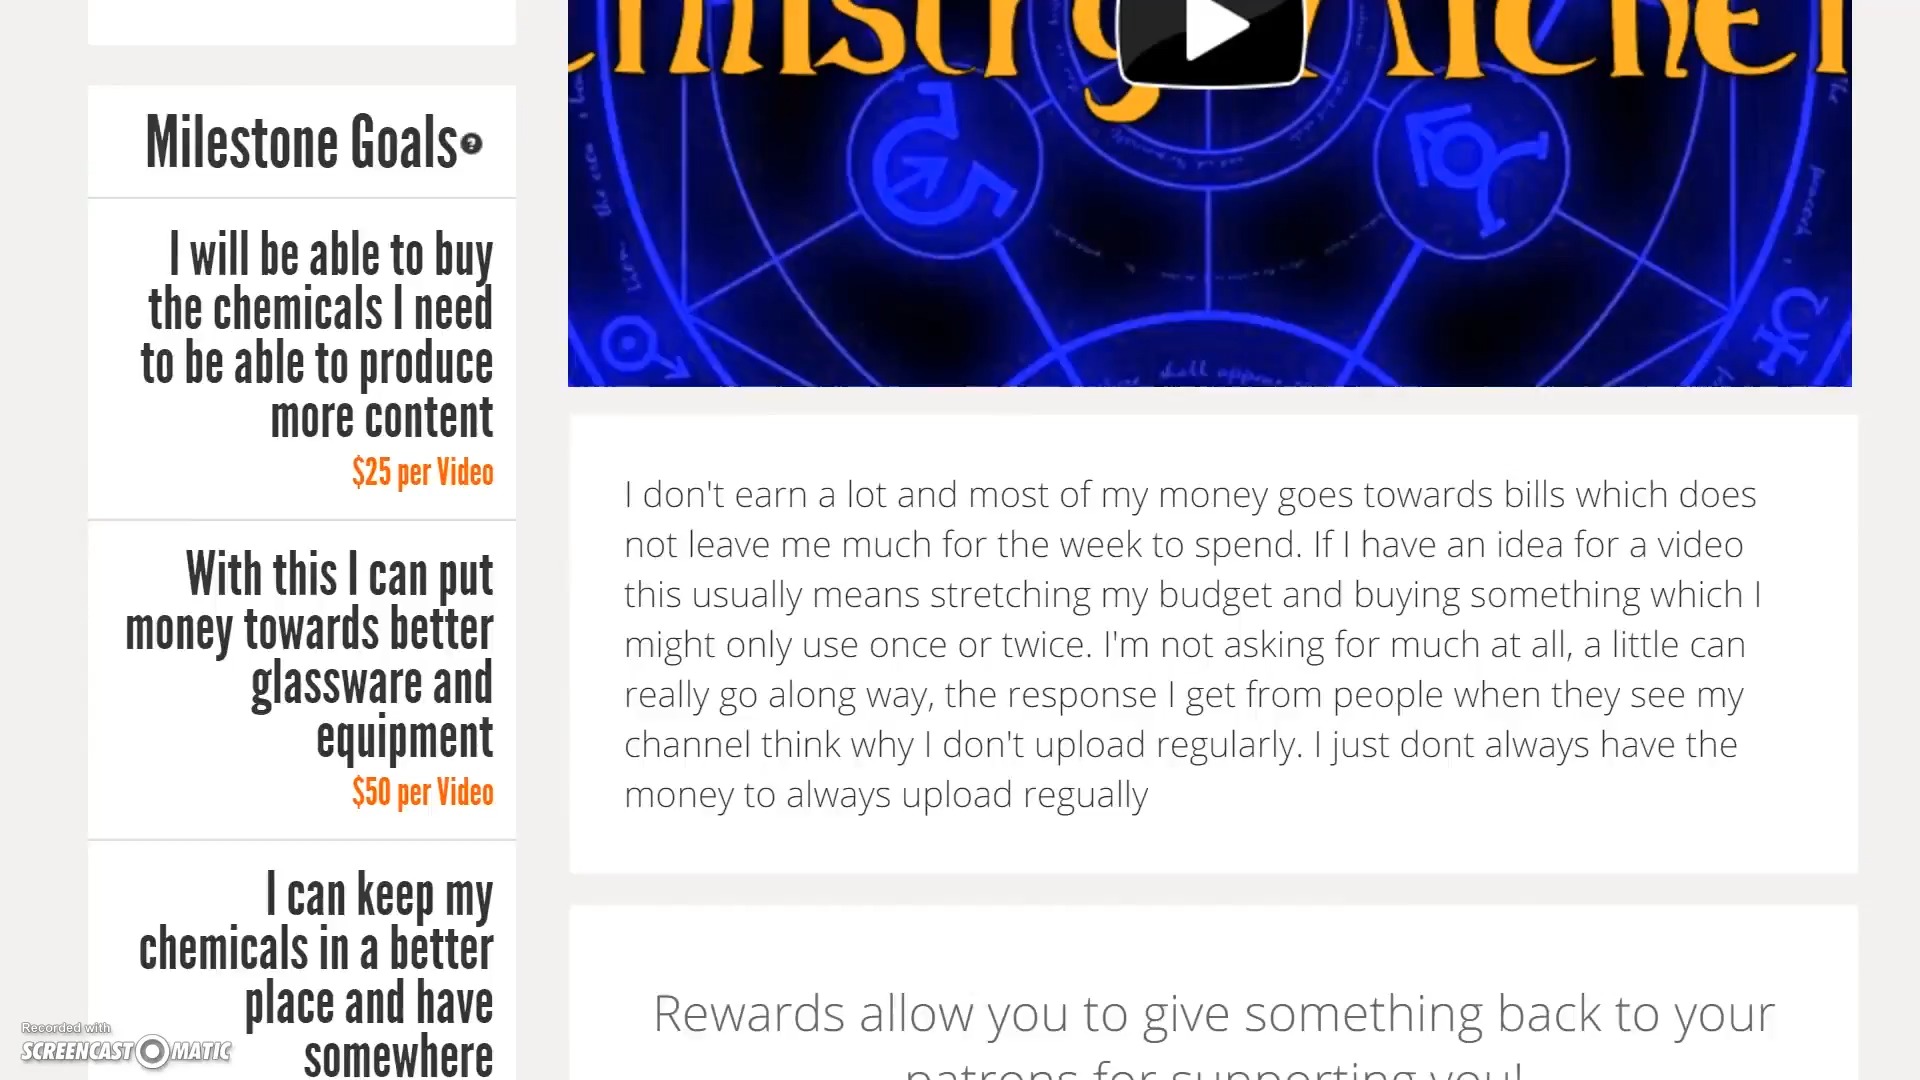 Milestone Goals
I will be able to buy
the chemicals I need
to be able to produce
more content
$25 per Video
With this I can put
money towards better
glassware and
equipment
$50 per Video
I can keep my
chemicals in a better
place and have
somewhere
I don't earn a lot and most of my money goes towards bills which does
not leave me much for the week to spend. If I have an idea for a video
this usually means stretching my budget and buying something which I
might only use once or twice. I'm not asking for much at all, a little can
really go along way, the response I get from people when they see my
channel think why I don't upload regularly. I just dont always have the
money to always upload regually
Rewards allow you to give something back to your
patrons for supporting you!
Recorded with
SCREENCAST-O-MATIC